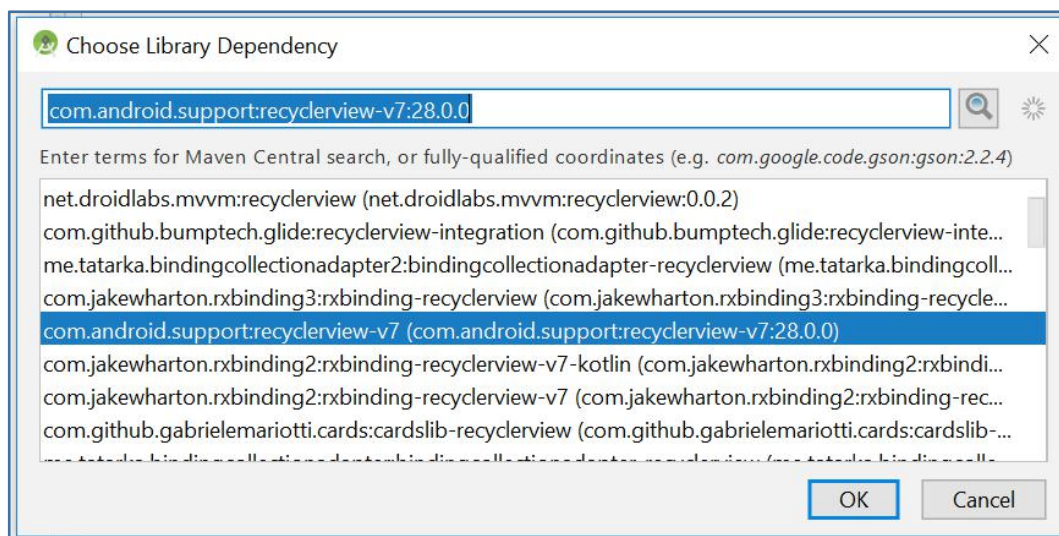 Choose Library Dependency
com.android.support:recyclerview-v7:28.0.0
Enter terms for Maven Central search, or fully-qualified coordinates (e.g. com.google.code.gson:gson:2.2.4)
net.droidlabs.mvvm:recyclerview (net.droidlabs.mvvm:recyclerview:0.0.2)
com.github.bumptech.glide:recyclerview-integration (com.github.bumptech.glide:recyclerview-inte...
me.tatarka.bindingcollectionadapter2:bindingcollectionadapter-recyclerview (me.tatarka.bindingcoll...
com.jakewharton.rxbinding3:rxbinding-recyclerview (com.jakewharton.rxbinding3:rxbinding-recycle...
com.android.support:recyclerview-v7 (com.android.support:recyclerview-v7:28.0.0)
com.jakewharton.rxbinding2:rxbinding-recyclerview-v7-kotlin (com.jakewharton.rxbinding2:rxbindi...
com.jakewharton.rxbinding2:rxbinding-recyclerview-v7 (com.jakewharton.rxbinding2:rxbinding-rec...
com.github.gabrielemariotti.cards:cardslib-recyclerview (com.github.gabrielemariotti.cards:cardslib-...
OK Cancel